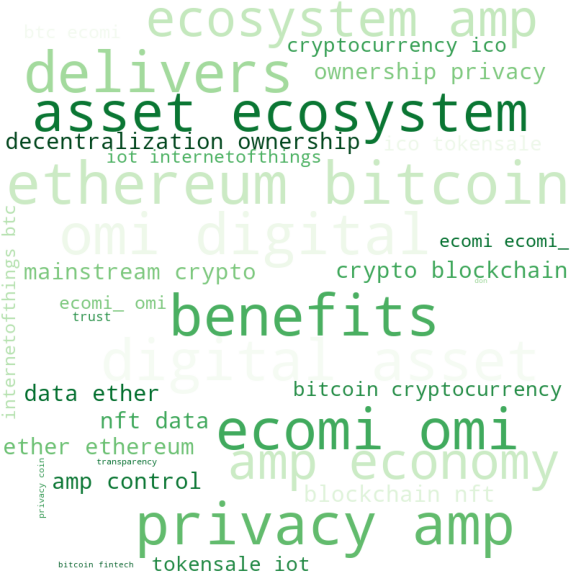 ecosystem amp
btc ecomi
cryptocurrency ico
delivers
ownership privacy
asset ecosystem
decentralization ownership
ico tokensale
iot internetofthings
ethereum bitcoin
omi digital
internetofthings btc
ecomi ecomi_
mainstream crypto
crypto blockchain
don
ecomi_ omi
benefits
trust
digital asset
data ether
bitcoin cryptocurrency
nft data
ecomi omi
ether ethereum
amp economy
transparency
privacy coin
amp control
blockchain nft
privacy amp
bitcoin fintech
tokensale iot